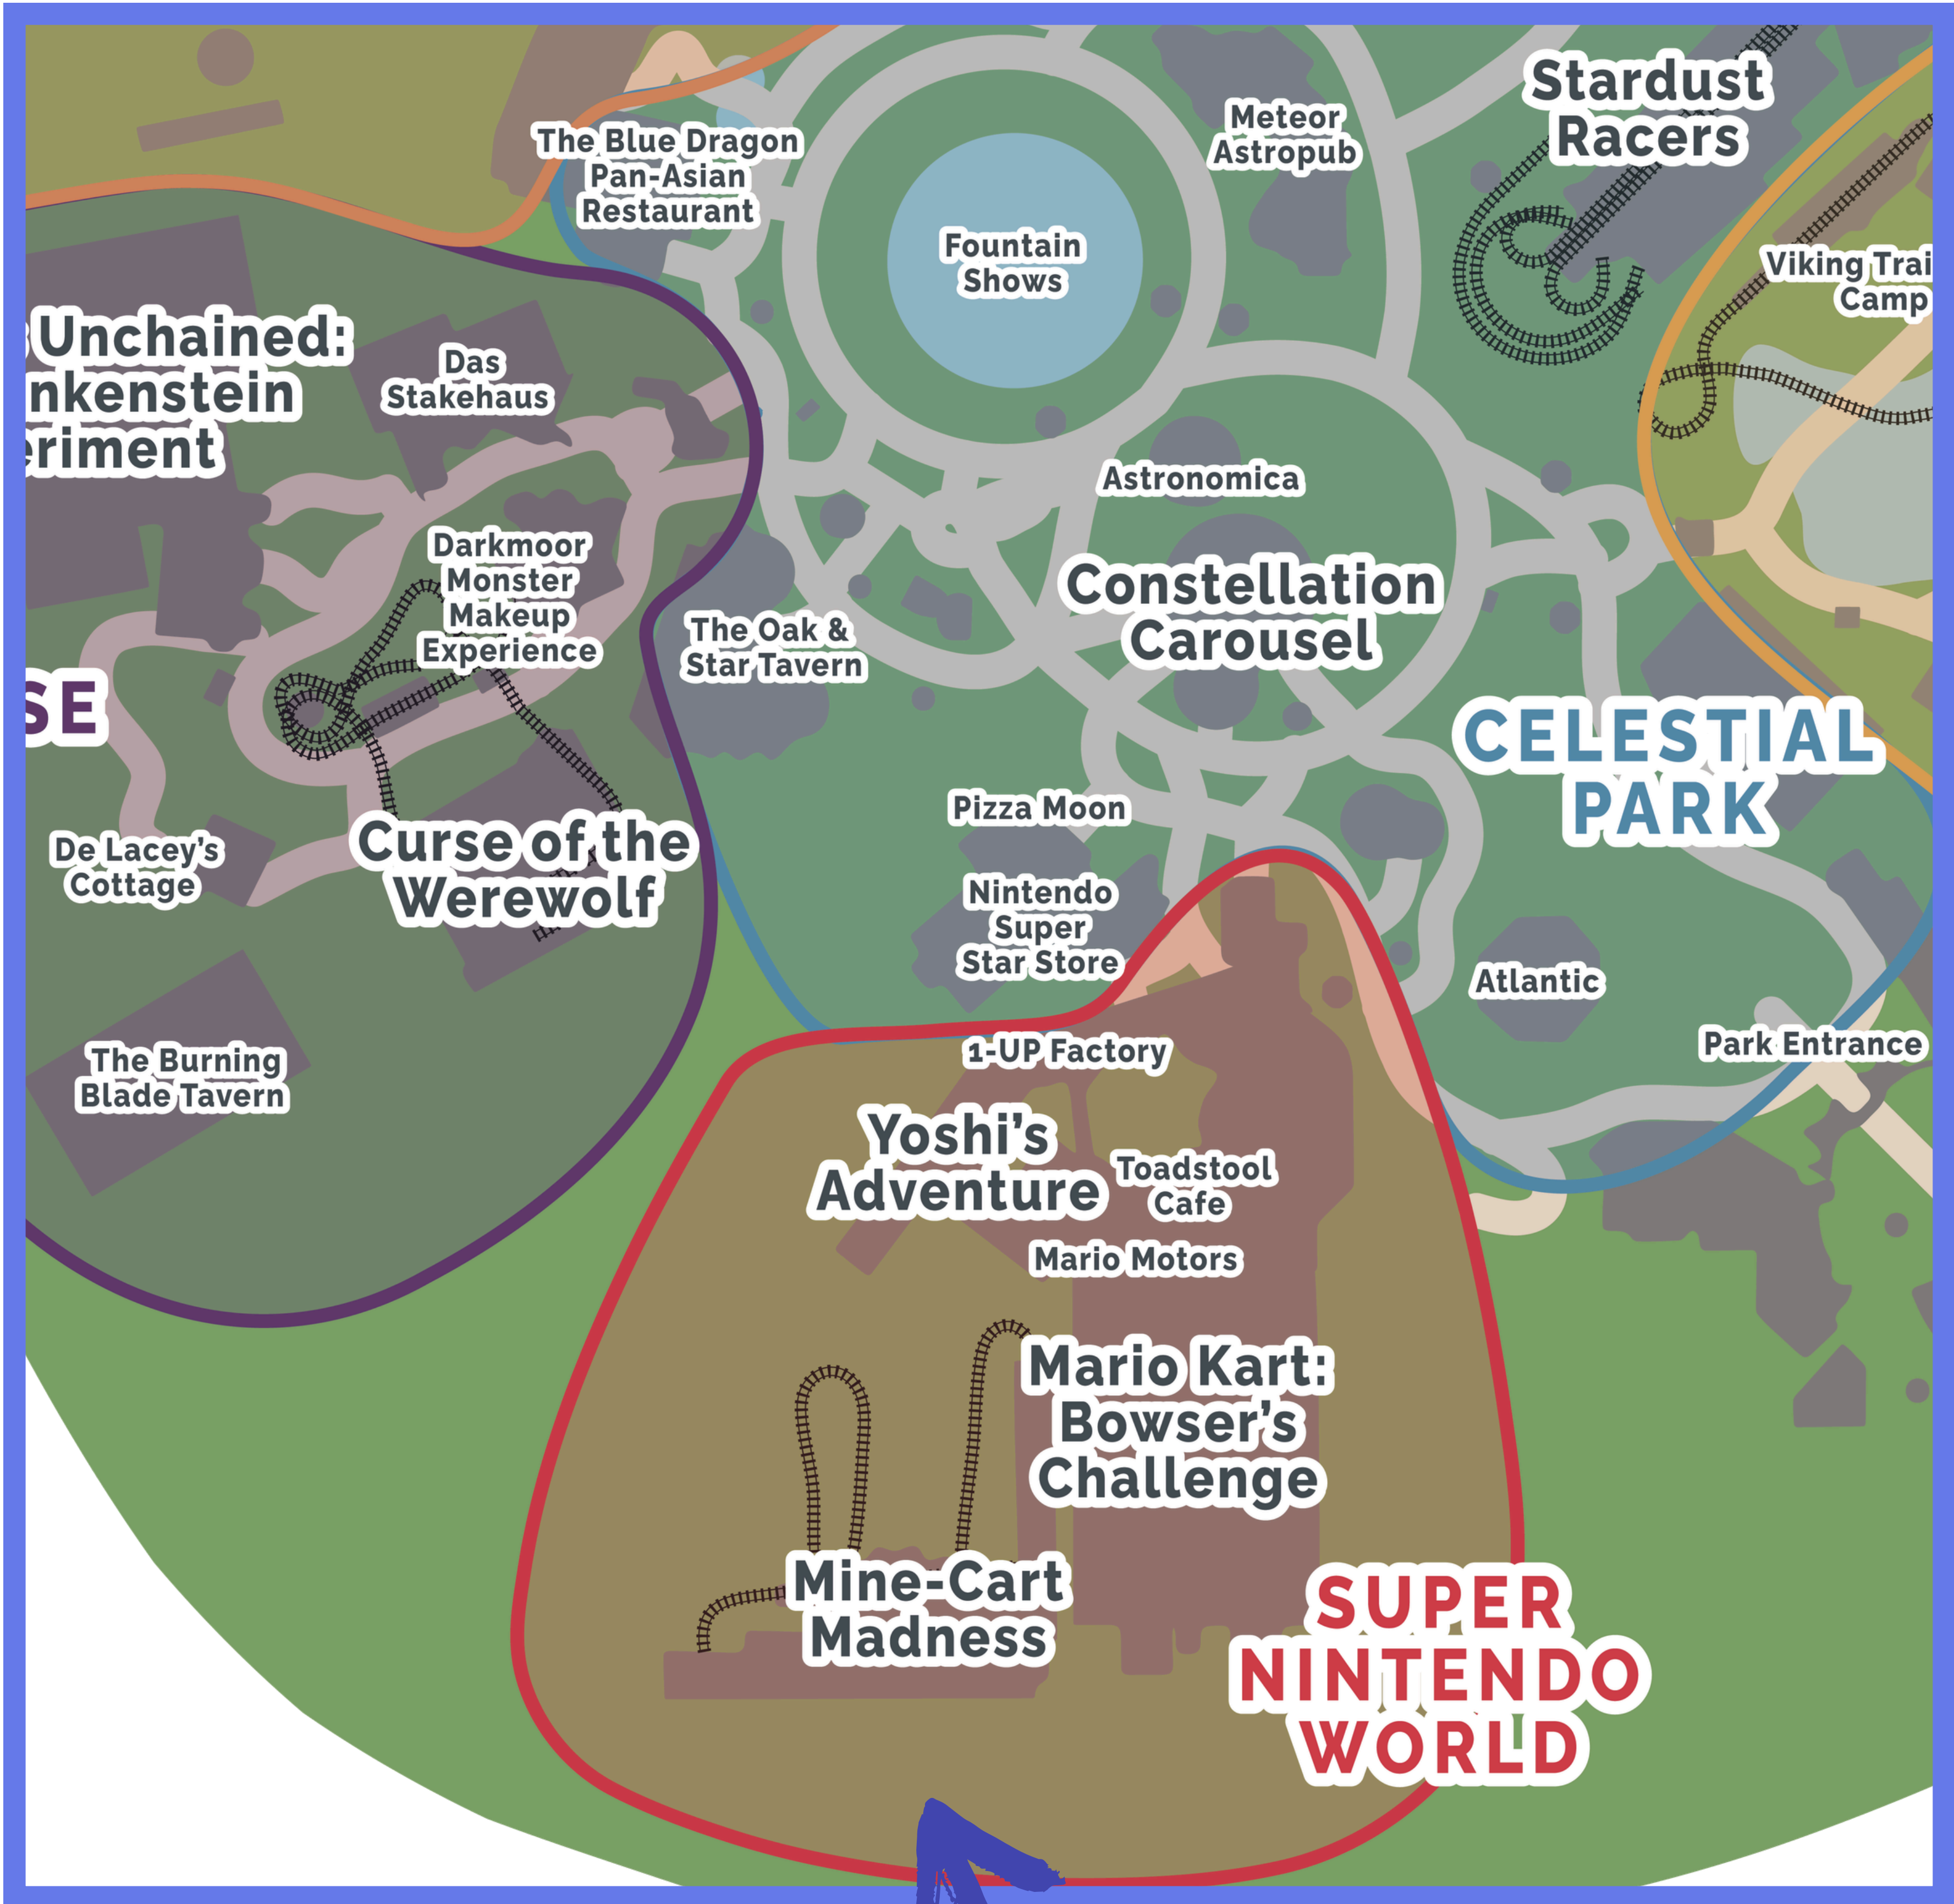 Stardust
Racers
Meteor
Astropub
The Blue Dragon
Pan-Asian
Restaurant
Fountain
Shows
Viking Trai
Camp
Unchained:
nkenstein
eriment
Das
Stakehaus
Astronomica
Darkmoor
Monster
Makeup
Experience
Constellation
Carousel
The Oak &
Star Tavern
SE
CELESTIAL
PARK
Pizza Moon
De Lacey's
Cottage
Curse of the
Werewolf
Nintendo
Super
Star Store
Atlantic
Park Entrance
The Burning
Blade Tavern
1-UP Factory
Yoshi's
Adventure
Toadstool
Cafe
Mario Motors
Mario Kart:
Bowser's
Challenge
Mine-Cart
Madness
SUPER
NINTENDO
WORLD